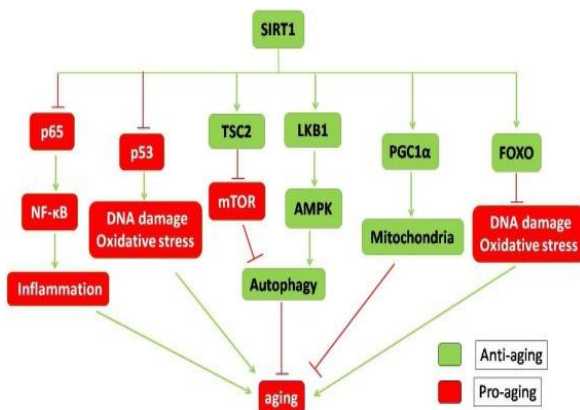 SIRT1
p65
p53
TSC2
LKB1
PGC1α
FOXO
NF-κB
DNA damage
Oxidative stress
mTOR
AMPK
Mitochondria
DNA damage
Oxidative stress
Inflammation
Autophagy
aging
Anti-aging
Pro-aging